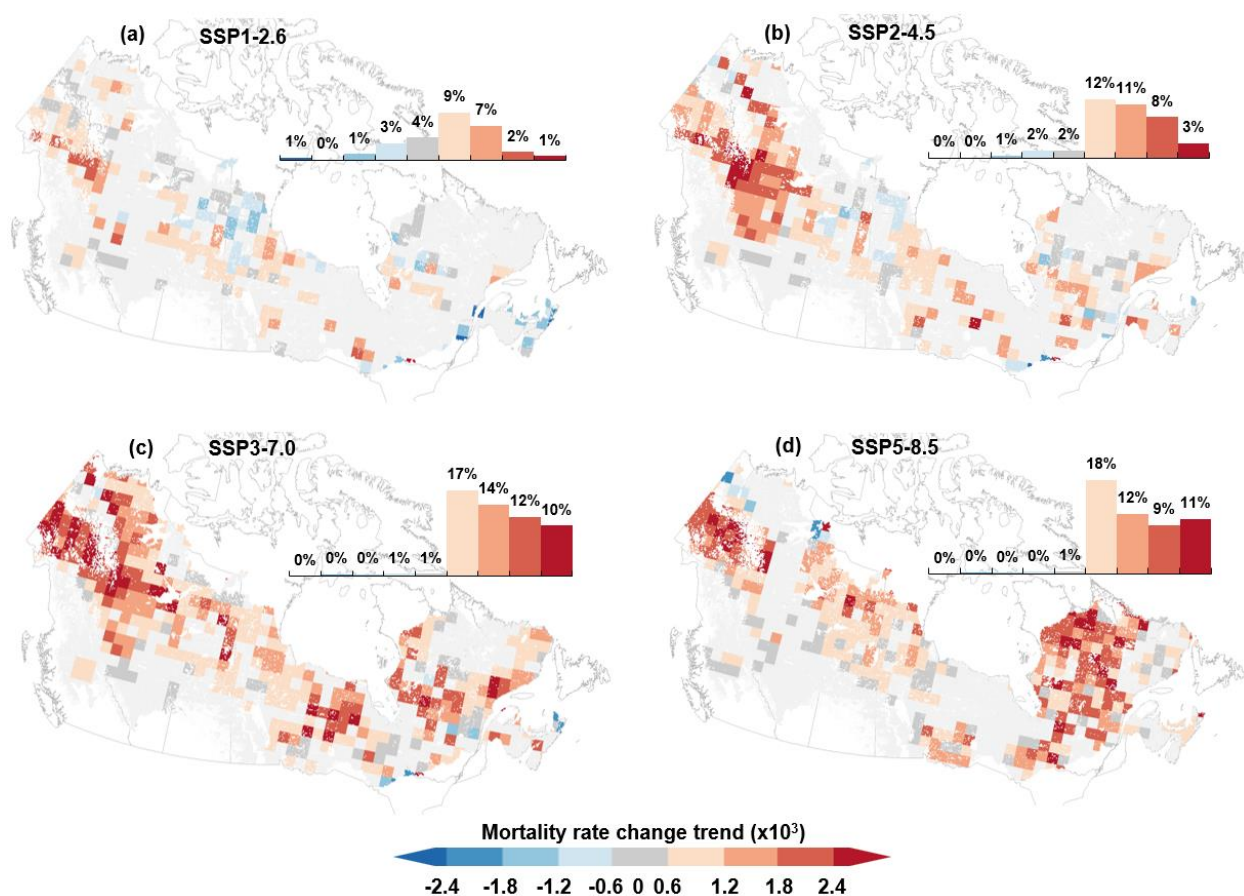 (a) SSP1-2.6
1% 0% 1% 3% 4% 9% 7% 2% 1%
(b) SSP2-4.5
0% 0% 1% 2% 2% 12% 11% 8% 3%
(c) SSP3-7.0
0% 0% 0% 1% 1% 17% 14% 12% 10%
(d) SSP5-8.5
0% 0% 0% 0% 1% 18% 12% 9% 11%
Mortality rate change trend (x10³)
-2.4 -1.8 -1.2 -0.6 0 0.6 1.2 1.8 2.4